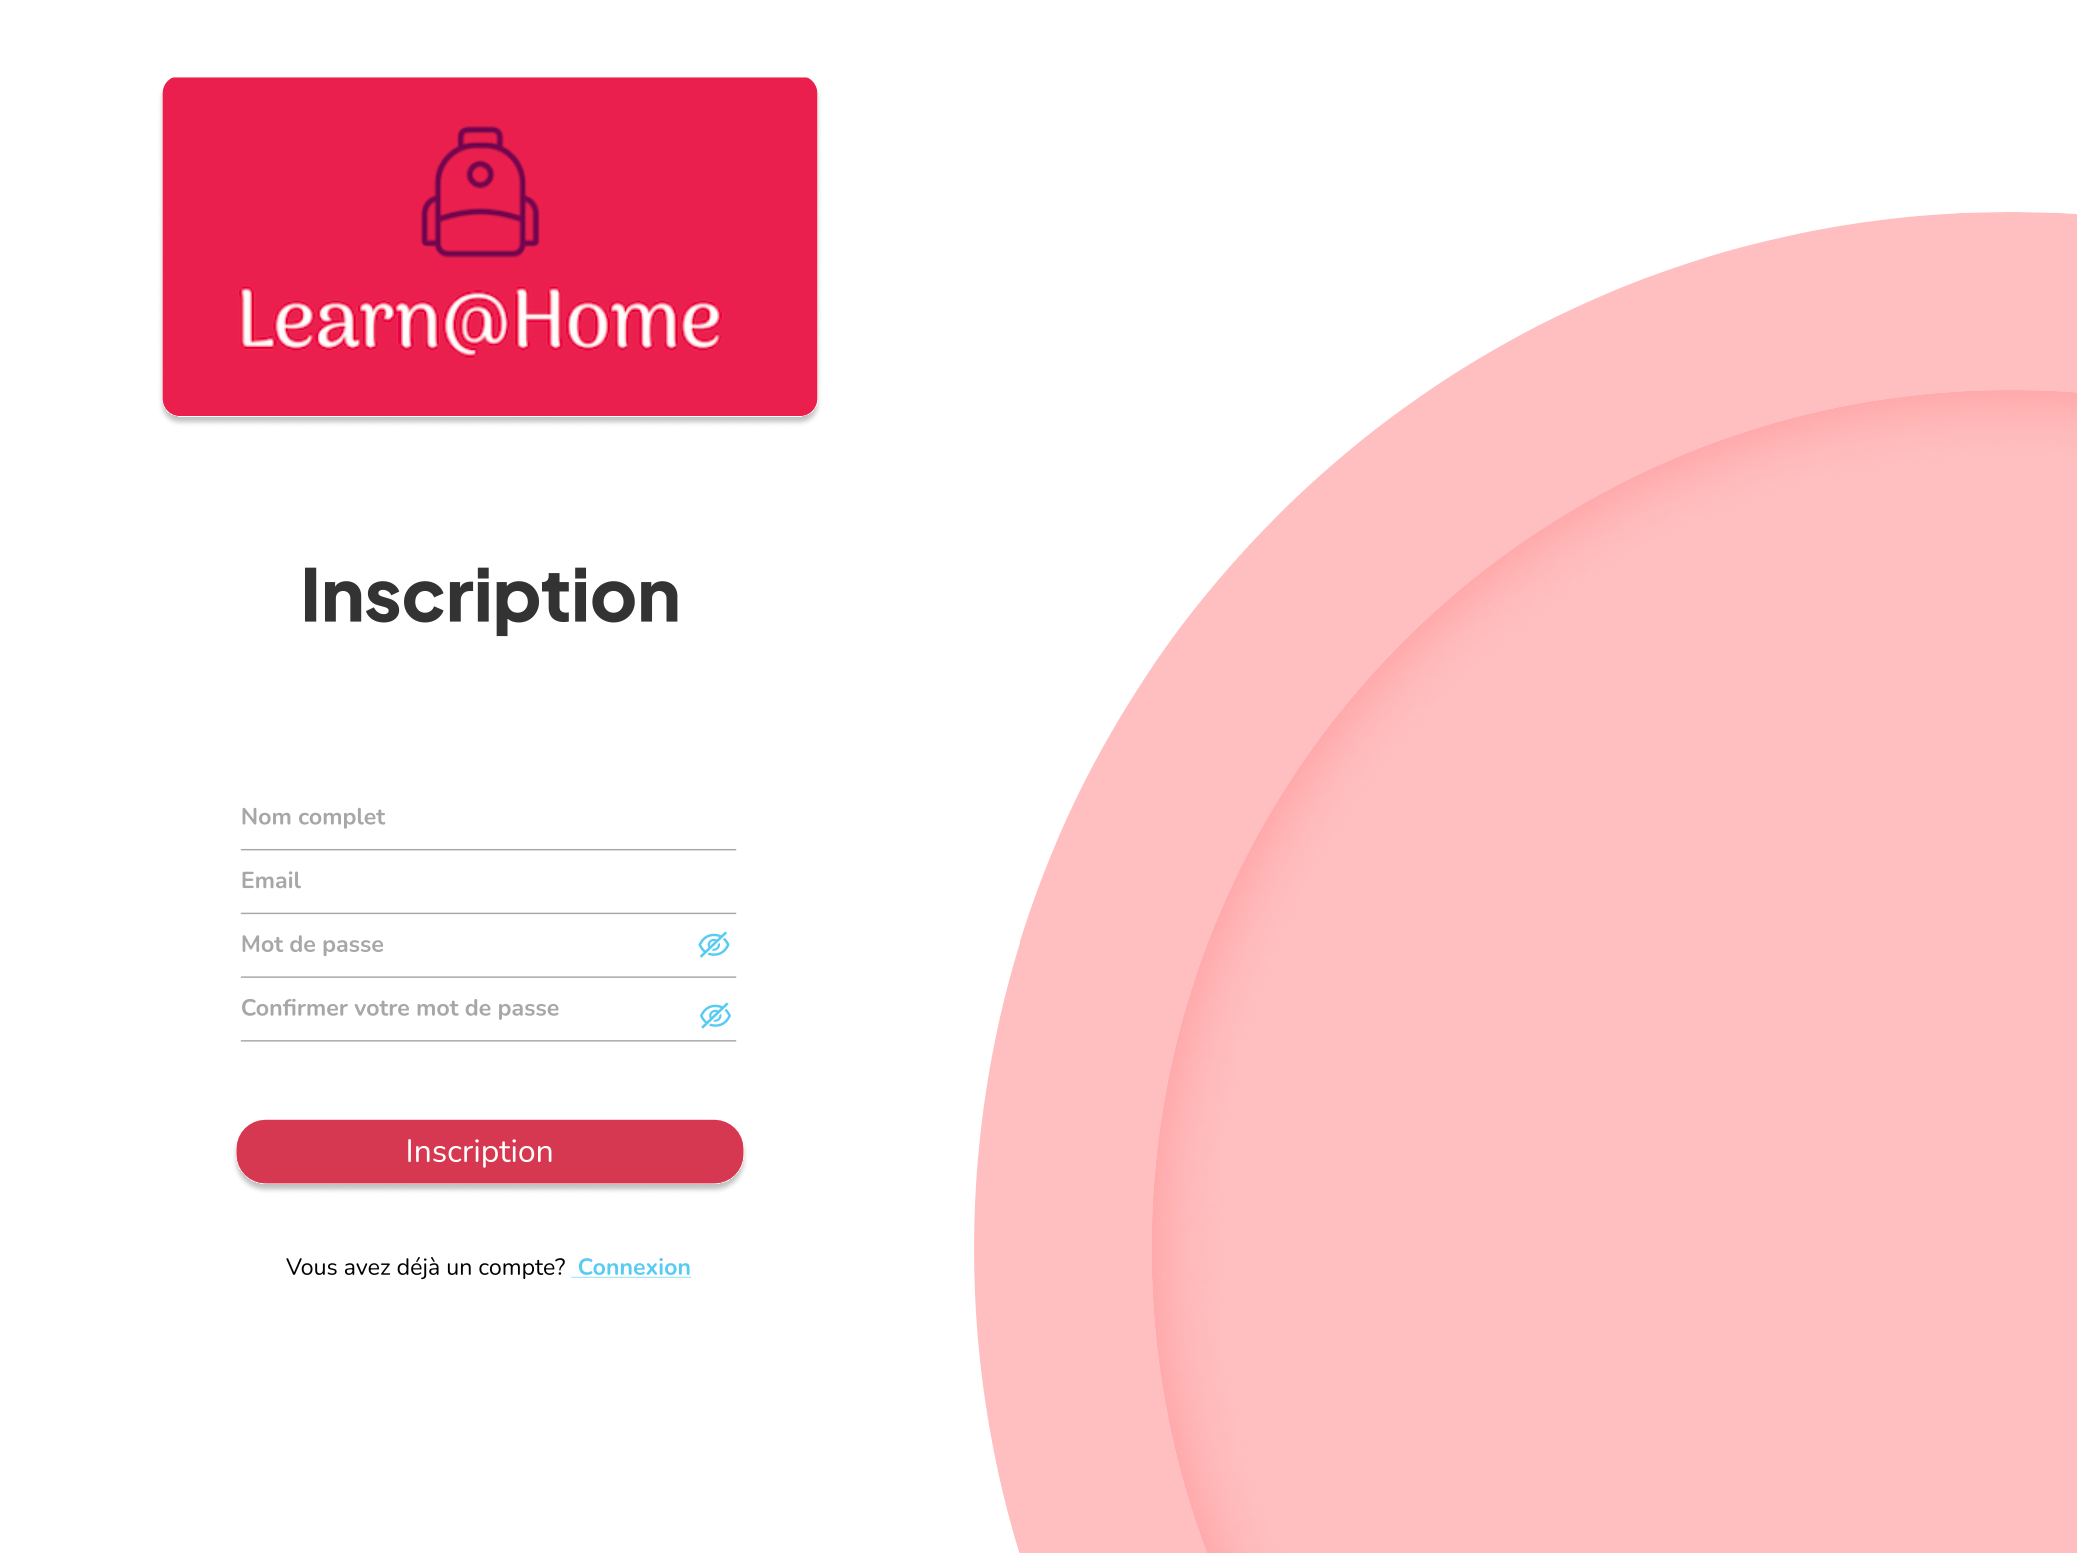 Learn@Home
Inscription
Nom complet
Email
Mot de passe
Confirmer votre mot de passe
Inscription
Vous avez déjà un compte? Connexion